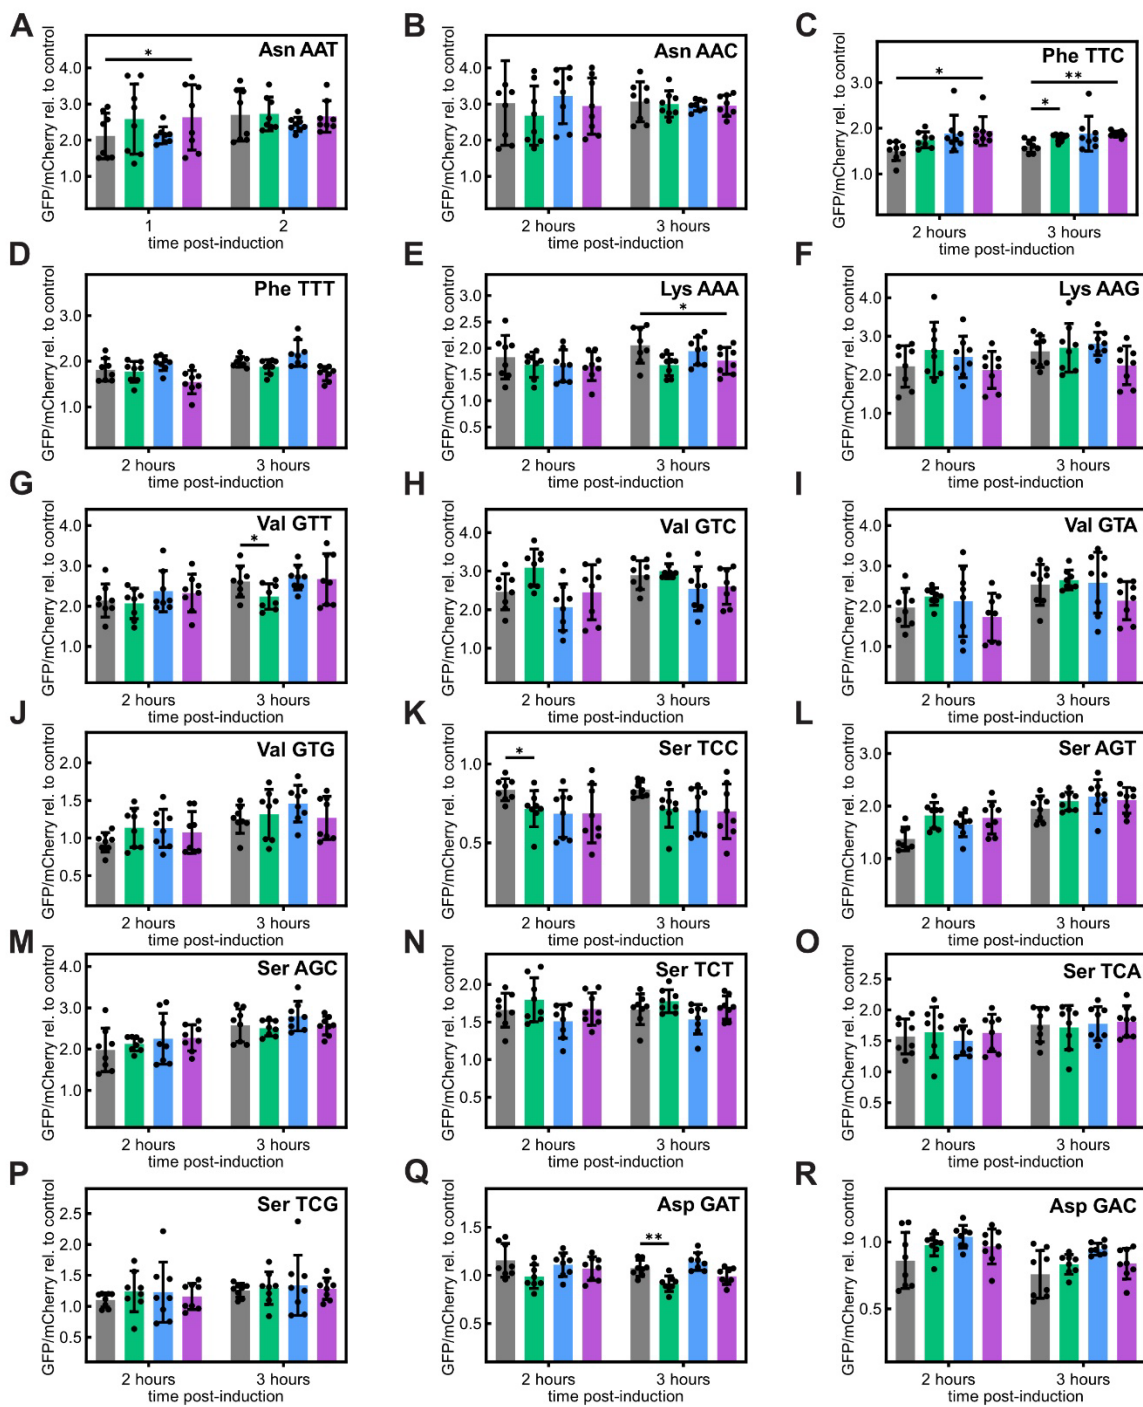 A
GFP/mCherry rel. to control
Asn AAT
*
4.0
3.0
2.0
1.0
1
2
time post-induction
B
GFP/mCherry rel. to control
Asn AAC
4.0
3.0
2.0
1.0
2 hours
3 hours
time post-induction
C
GFP/mCherry rel. to control
Phe TTC
*
**
*
3.0
2.0
1.0
2 hours
3 hours
time post-induction
D
GFP/mCherry rel. to control
Phe TTT
3.0
2.0
1.0
2 hours
3 hours
time post-induction
E
GFP/mCherry rel. to control
Lys AAA
*
3.0
2.5
2.0
1.5
1.0
0.5
2 hours
3 hours
time post-induction
F
GFP/mCherry rel. to control
Lys AAG
4.0
3.0
2.0
1.0
2 hours
3 hours
time post-induction
G
GFP/mCherry rel. to control
Val GTT
*
4.0
3.0
2.0
1.0
2 hours
3 hours
time post-induction
H
GFP/mCherry rel. to control
Val GTC
4.0
3.0
2.0
1.0
2 hours
3 hours
time post-induction
I
GFP/mCherry rel. to control
Val GTA
4.0
3.0
2.0
1.0
2 hours
3 hours
time post-induction
J
GFP/mCherry rel. to control
Val GTG
2.0
1.5
1.0
0.5
2 hours
3 hours
time post-induction
K
GFP/mCherry rel. to control
Ser TCC
*
1.0
0.5
2 hours
3 hours
time post-induction
L
GFP/mCherry rel. to control
Ser AGT
3.0
2.0
1.0
2 hours
3 hours
time post-induction
M
GFP/mCherry rel. to control
Ser AGC
4.0
3.0
2.0
1.0
2 hours
3 hours
time post-induction
N
GFP/mCherry rel. to control
Ser TCT
2.0
1.5
1.0
0.5
2 hours
3 hours
time post-induction
O
GFP/mCherry rel. to control
Ser TCA
2.5
2.0
1.5
1.0
0.5
2 hours
3 hours
time post-induction
P
GFP/mCherry rel. to control
Ser TCG
2.5
2.0
1.5
1.0
0.5
2 hours
3 hours
time post-induction
Q
GFP/mCherry rel. to control
Asp GAT
**
1.5
1.0
0.5
2 hours
3 hours
time post-induction
R
GFP/mCherry rel. to control
Asp GAC
1.0
0.5
2 hours
3 hours
time post-induction